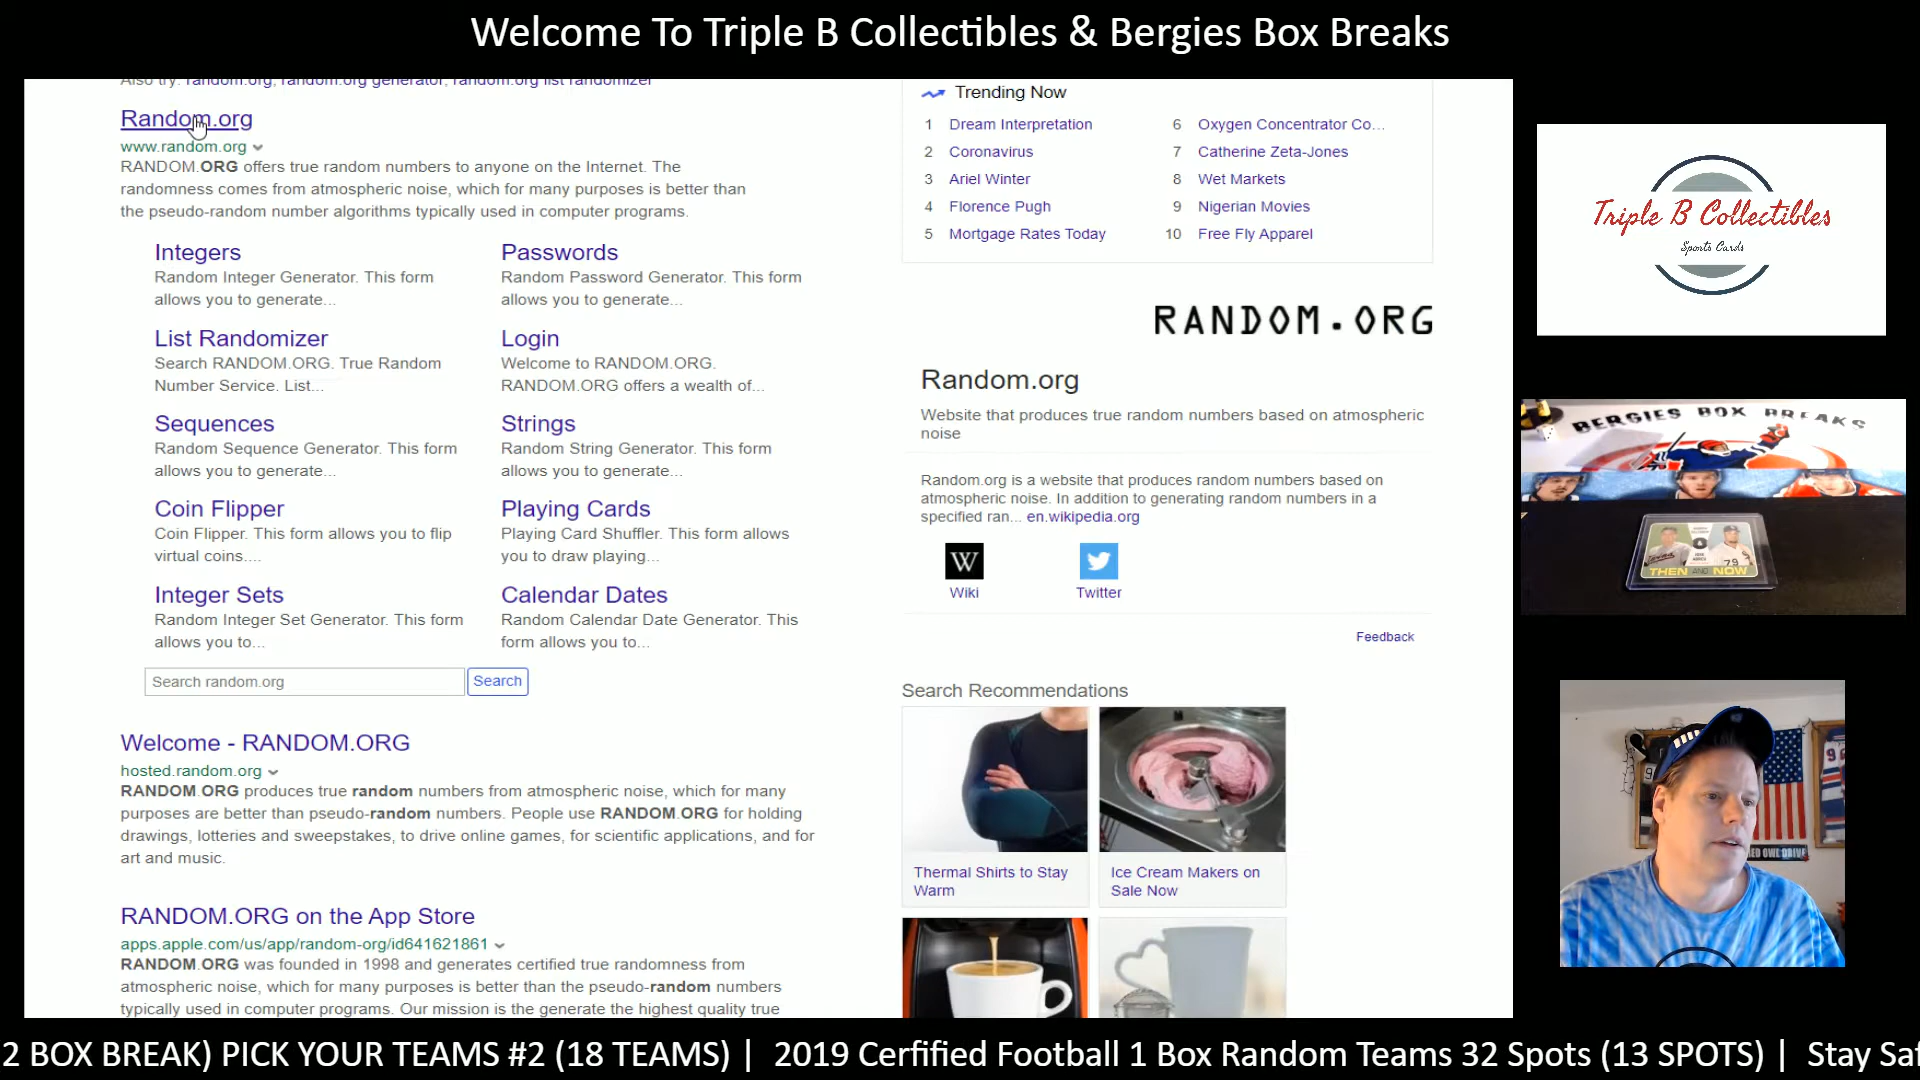 Welcome To Triple B Collectibles & Bergies Box Breaks
Also try: random.org, random.org generator, random.org list randomizer
Random.org
www.random.org
RANDOM.ORG offers true random numbers to anyone on the Internet. The
randomness comes from atmospheric noise, which for many purposes is better than
the pseudo-random number algorithms typically used in computer programs.
Integers
Random Integer Generator. This form
allows you to generate...
Passwords
Random Password Generator. This form
allows you to generate...
List Randomizer
Search RANDOM.ORG. True Random
Number Service. List...
Login
Welcome to RANDOM.ORG.
RANDOM.ORG offers a wealth of...
Sequences
Random Sequence Generator. This form
allows you to generate...
Strings
Random String Generator. This form
allows you to generate...
Coin Flipper
Coin Flipper. This form allows you to flip
virtual coins....
Playing Cards
Playing Card Shuffler. This form allows
you to draw playing...
Integer Sets
Random Integer Set Generator. This form
allows you to...
Calendar Dates
Random Calendar Date Generator. This
form allows you to...
Search random.org
Search
Welcome - RANDOM.ORG
hosted.random.org
RANDOM.ORG produces true random numbers from atmospheric noise, which for many
purposes are better than pseudo-random numbers. People use RANDOM.ORG for holding
drawings, lotteries and sweepstakes, to drive online games, for scientific applications, and for
art and music.
RANDOM.ORG on the App Store
apps.apple.com/us/app/random-org/id641621861
RANDOM.ORG was founded in 1998 and generates certified true randomness from
atmospheric noise, which for many purposes is better than the pseudo-random numbers
typically used in computer programs. Our mission is the generate the highest quality true
Trending Now
1 Dream Interpretation
2 Coronavirus
3 Ariel Winter
4 Florence Pugh
5 Mortgage Rates Today
6 Oxygen Concentrator Co...
7 Catherine Zeta-Jones
8 Wet Markets
9 Nigerian Movies
10 Free Fly Apparel
RANDOM.ORG
Random.org
Website that produces true random numbers based on atmospheric
noise
Random.org is a website that produces random numbers based on
atmospheric noise. In addition to generating random numbers in a
specified ran... en.wikipedia.org
W
Wiki
Twitter
Feedback
Search Recommendations
Thermal Shirts to Stay
Warm
Ice Cream Makers on
Sale Now
Triple B Collectibles
Sports Cards
BERGIES BOX BREAKS
THEN AND NOW
79
2 BOX BREAK) PICK YOUR TEAMS #2 (18 TEAMS) | 2019 Cerfified Football 1 Box Random Teams 32 Spots (13 SPOTS) | Stay Saf